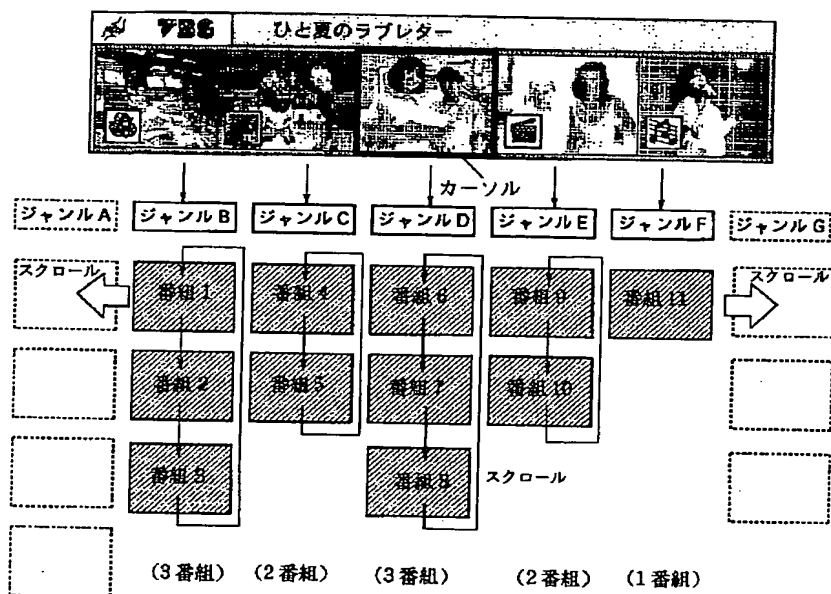 ひと夏のラブレター
カーソル
ジャンルA ジャンルB ジャンルC ジャンルD ジャンルE ジャンルF ジャンルG
スクロール 番組1 番組4 番組6 番組9 番組11 スクロール
番組2 番組5 番組7 番組10
番組3 番組8 スクロール
(3番組) (2番組) (3番組) (2番組) (1番組)